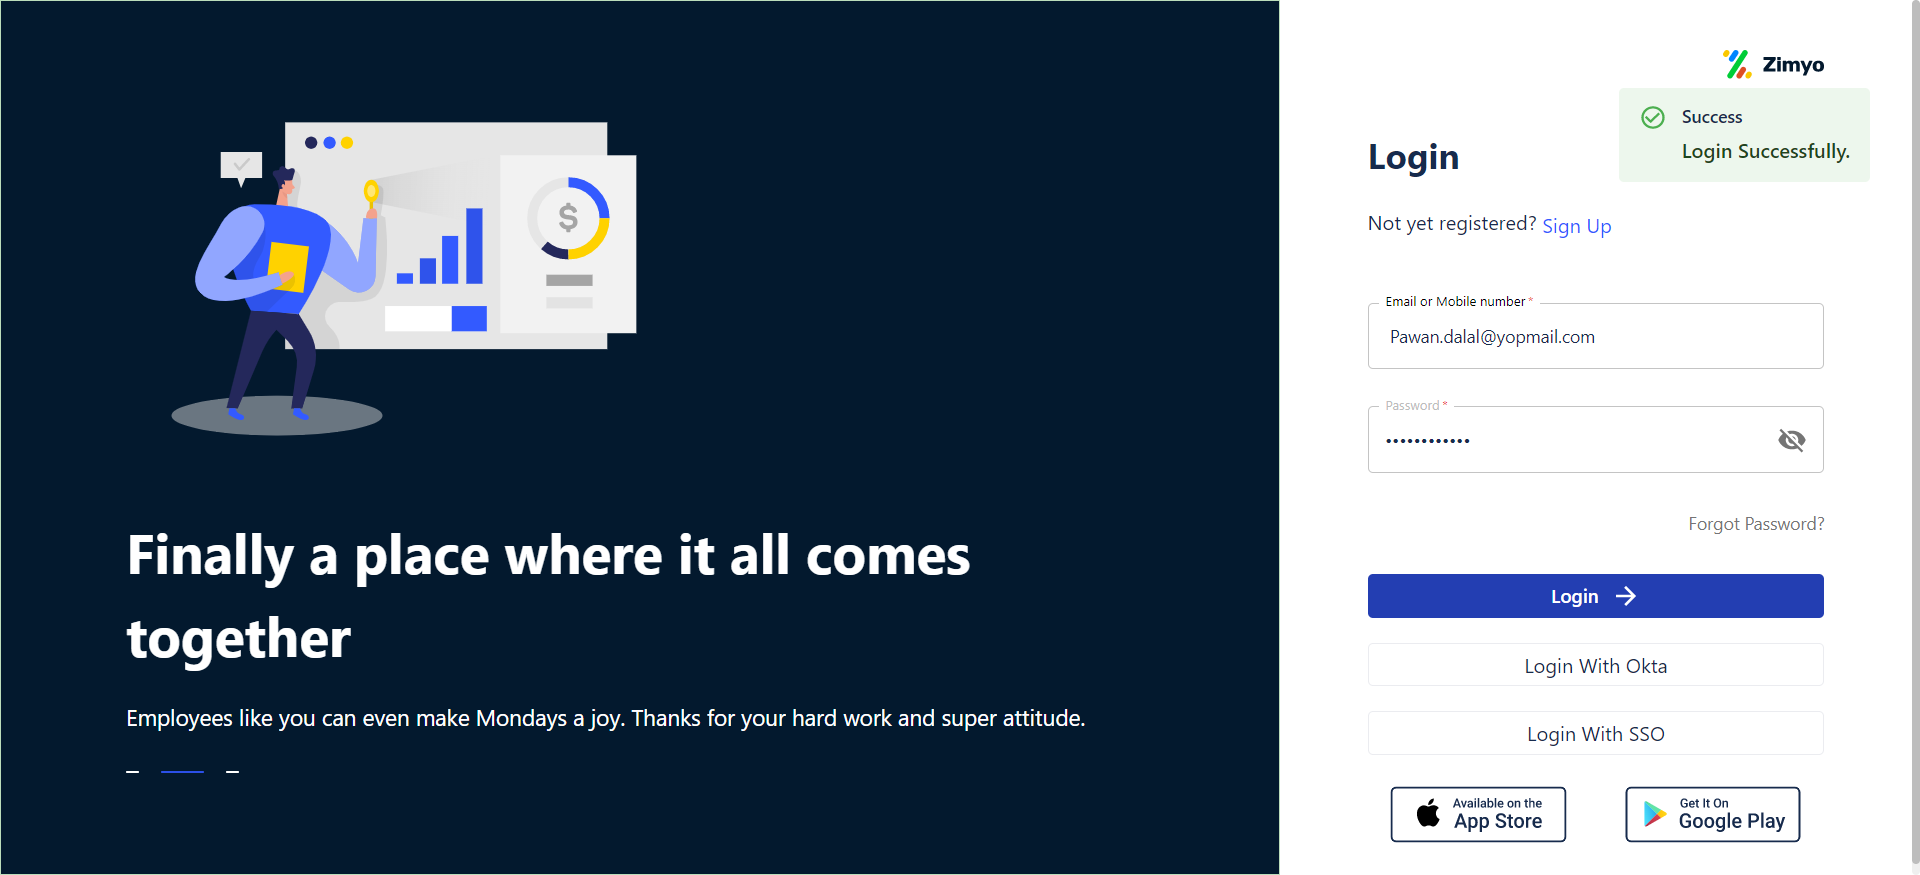 Finally a place where it all comes
together
Employees like you can even make Mondays a joy. Thanks for your hard work and super attitude.
Zimyo
Success
Login Successfully.
Login
Not yet registered? Sign Up
Email or Mobile number *
Pawan.dalal@yopmail.com
Password *
••••••••••••
Forgot Password?
Login
Login With Okta
Login With SSO
Available on the
App Store
Get It On
Google Play
$